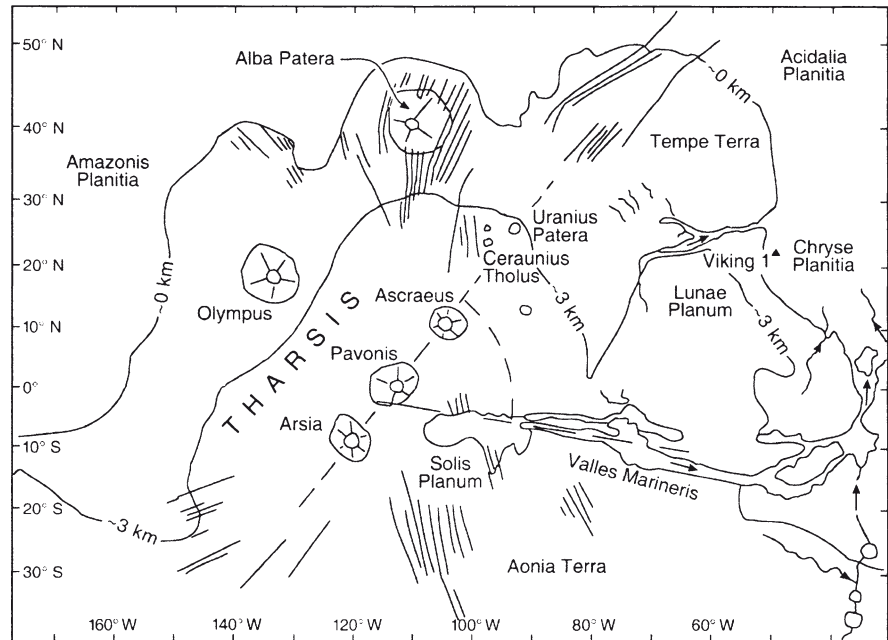 50° N
40° N
30° N
20° N
10° N
0°
10° S
20° S
30° S
Alba Patera
Acidalia
Planitia
~0 km
Tempe Terra
Amazonis
Planitia
Uranius
Patera
Ceraunius
Tholus
Viking 1
Chryse
Planitia
~0 km
Olympus
Ascraeus
~3 km
Lunae
Planum
~3 km
THARSIS
Pavonis
Arsia
Solis
Planum
Valles Marineris
~3 km
Aonia Terra
160° W
140° W
120° W
100° W
80° W
60° W